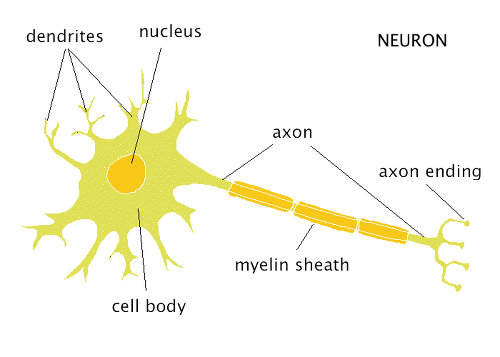 dendrites
nucleus
NEURON
axon
axon ending
myelin sheath
cell body